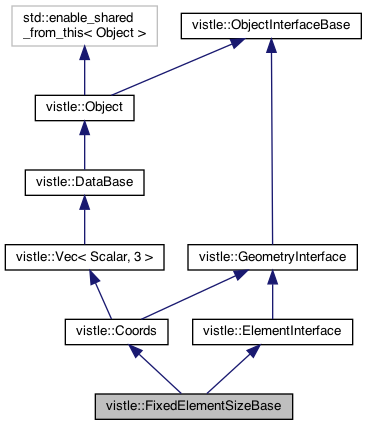 std::enable_shared
_from_this< Object >
vistle::ObjectInterfaceBase
vistle::Object
vistle::DataBase
vistle::Vec< Scalar, 3 >
vistle::GeometryInterface
vistle::Coords
vistle::ElementInterface
vistle::FixedElementSizeBase